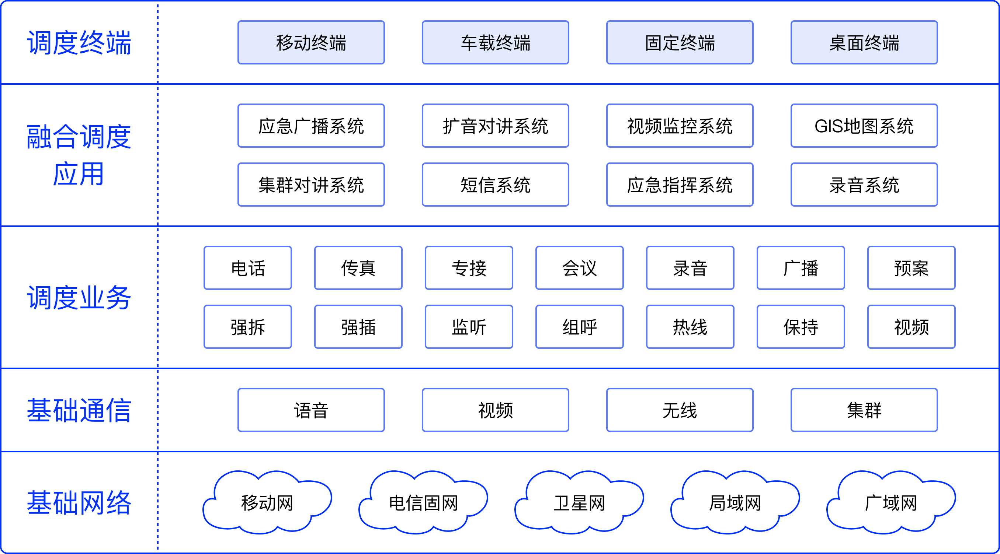 调度终端
移动终端
车载终端
固定终端
桌面终端
融合调度
应用
应急广播系统
扩音对讲系统
视频监控系统
GIS地图系统
集群对讲系统
短信系统
应急指挥系统
录音系统
调度业务
电话
传真
专接
会议
录音
广播
预案
强拆
强插
监听
组呼
热线
保持
视频
基础通信
语音
视频
无线
集群
基础网络
移动网
电信固网
卫星网
局域网
广域网